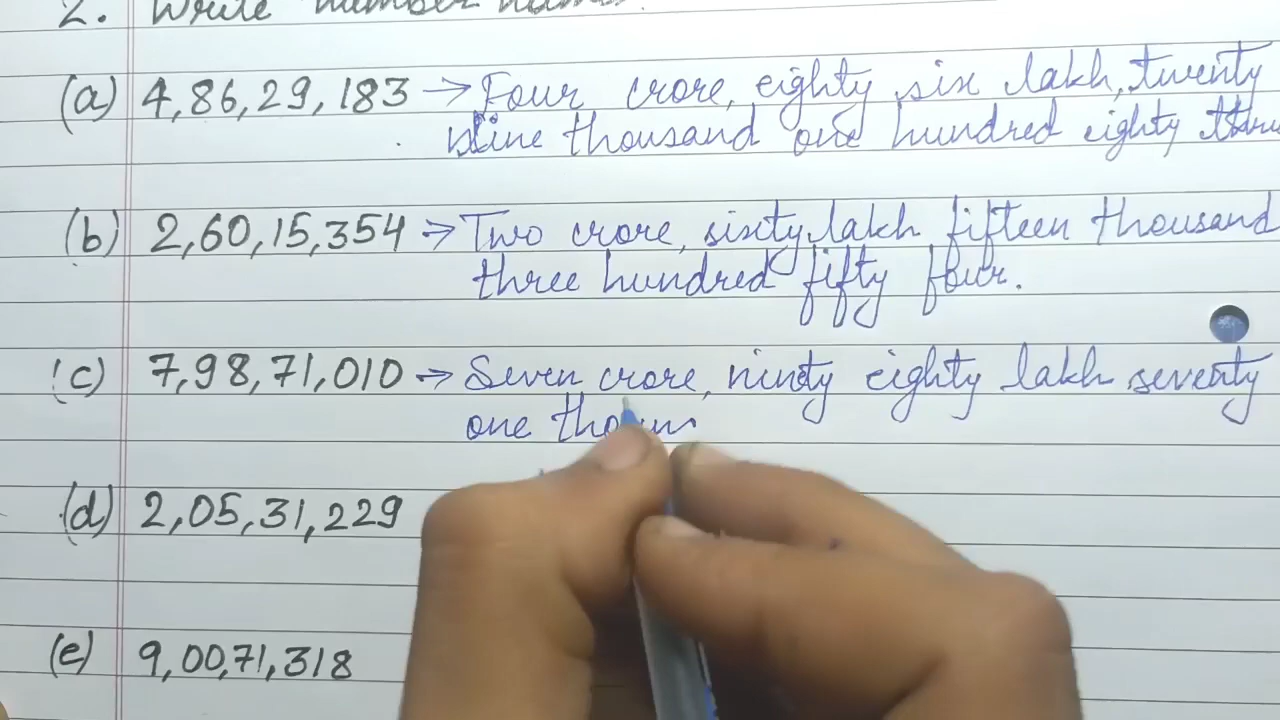 2. Write number
(a) 4,86,29,183 → Four crore, eighty six lakh, twenty
Nine thousand one hundred eighty
(b) 2,60,15,354 → Two crore, sixty lakh fifteen thousand
three hundred fifty four.
(c) 7,98,71,010 → Seven crore, ninety eighty lakh seventy
one
(d) 2,05,31,229
(e) 9,00,71,318